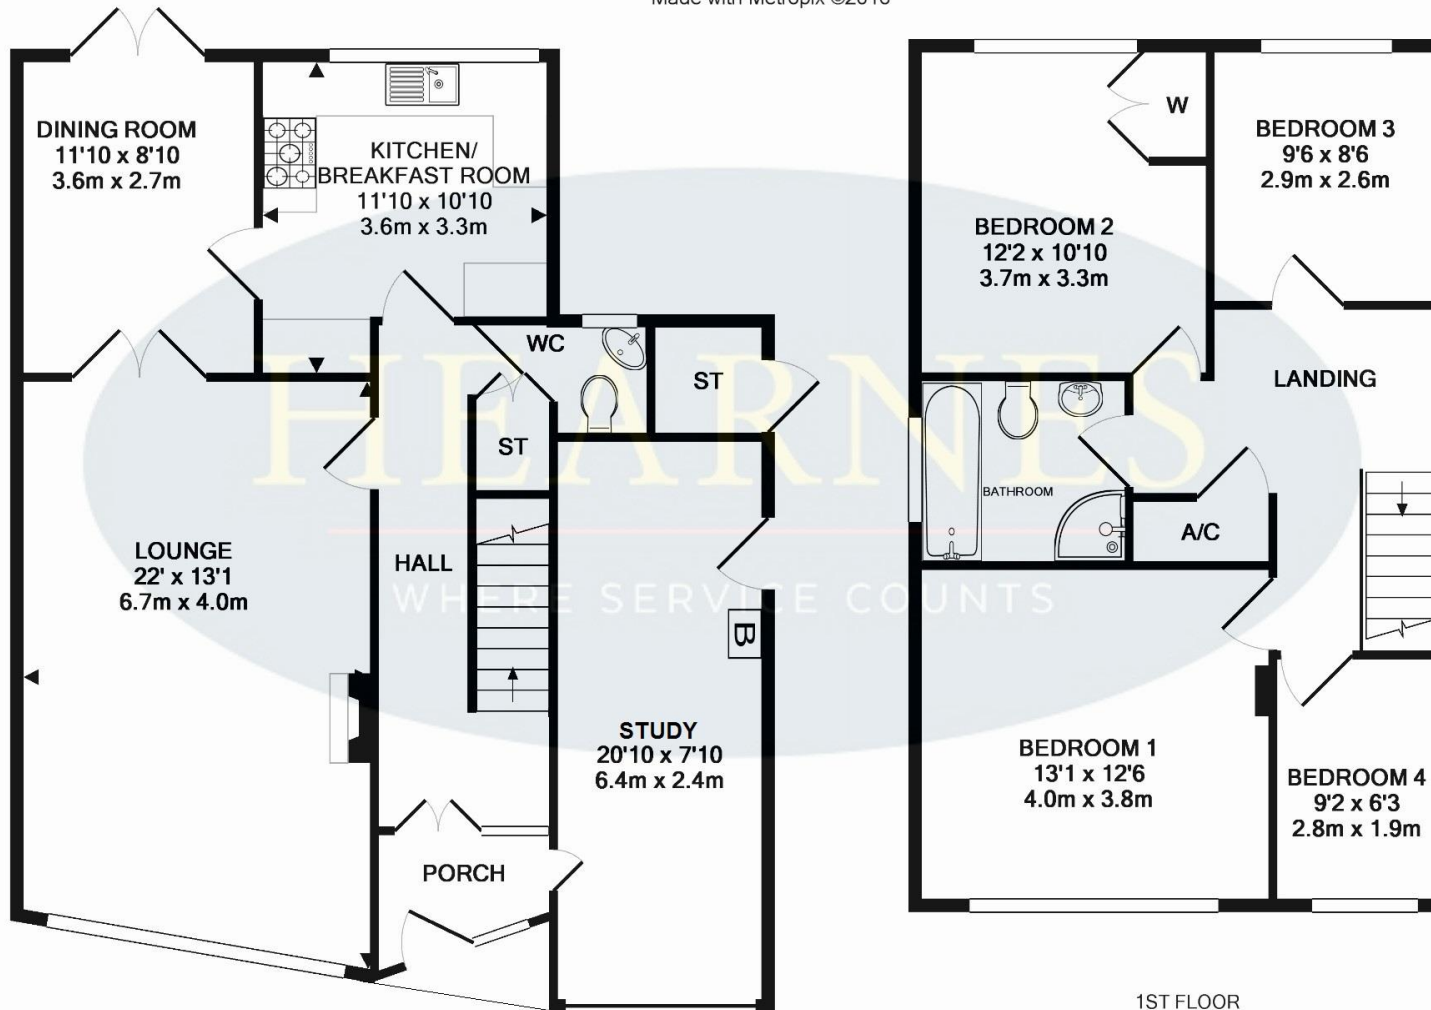 Made with Metropix ©2016
DINING ROOM
11'10 x 8'10
3.6m x 2.7m
KITCHEN/
BREAKFAST ROOM
11'10 x 10'10
3.6m x 3.3m
WC
ST
ST
LOUNGE
22' x 13'1
6.7m x 4.0m
HALL
B
STUDY
20'10 x 7'10
6.4m x 2.4m
PORCH
W
BEDROOM 3
9'6 x 8'6
2.9m x 2.6m
BEDROOM 2
12'2 x 10'10
3.7m x 3.3m
LANDING
BATHROOM
A/C
BEDROOM 1
13'1 x 12'6
4.0m x 3.8m
BEDROOM 4
9'2 x 6'3
2.8m x 1.9m
1ST FLOOR
HEARNES
WHERE SERVICE COUNTS